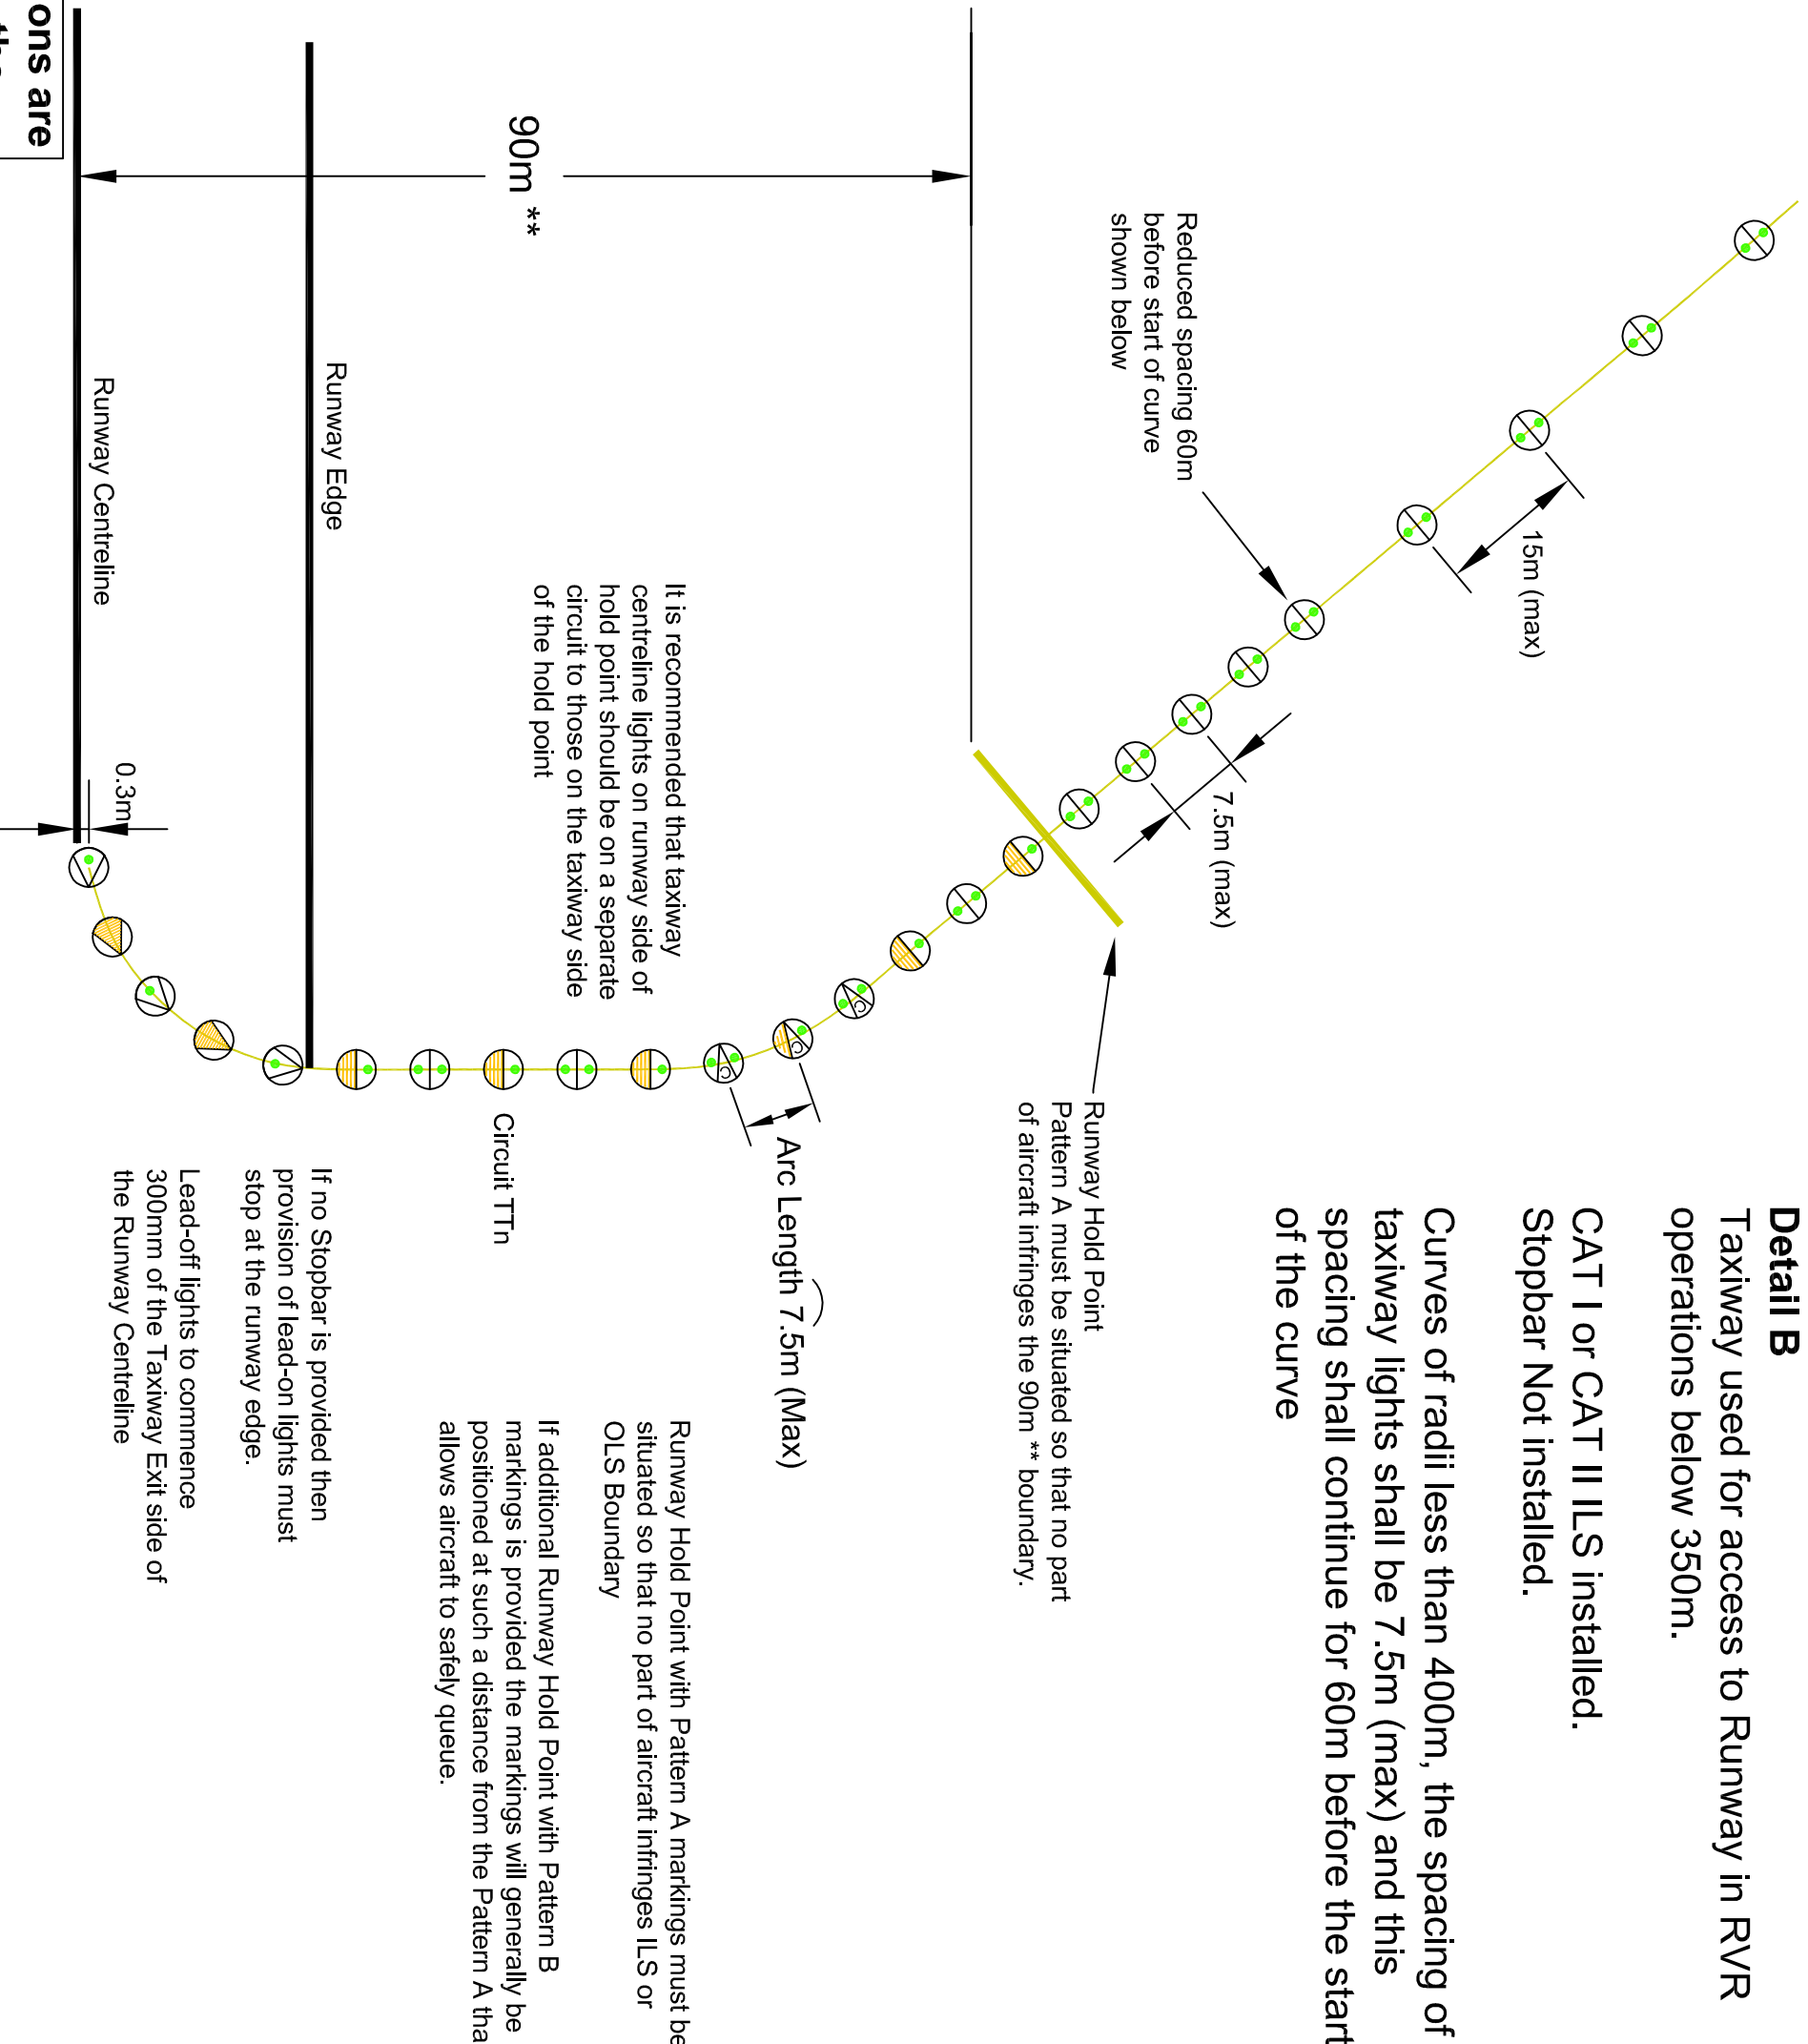 Detail B
Taxiway used for access to Runway in RVR
operations below 350m.
CAT I or CAT II ILS installed.
Stopbar Not installed.
Curves of radii less than 400m, the spacing of
taxiway lights shall be 7.5m (max) and this
spacing shall continue for 60m before the start
of the curve
15m (max)
Reduced spacing 60m
before start of curve
shown below
7.5m (max)
Runway Hold Point
Pattern A must be situated so that no part
of aircraft infringes the 90m ** boundary.
90m **
Arc Length 7.5m (Max)
It is recommended that taxiway
centreline lights on runway side of
hold point should be on a separate
circuit to those on the taxiway side
of the hold point
Runway Hold Point with Pattern A markings must be
situated so that no part of aircraft infringes ILS or
OLS Boundary
If additional Runway Hold Point with Pattern B
markings is provided the markings will generally be
positioned at such a distance from the Pattern A tha
allows aircraft to safely queue.
Circuit TTn
Runway Edge
If no Stopbar is provided then
provision of lead-on lights must
stop at the runway edge.
Lead-off lights to commence
300mm of the Taxiway Exit side of
the Runway Centreline
0.3m
Runway Centreline
C
C
C
ons are